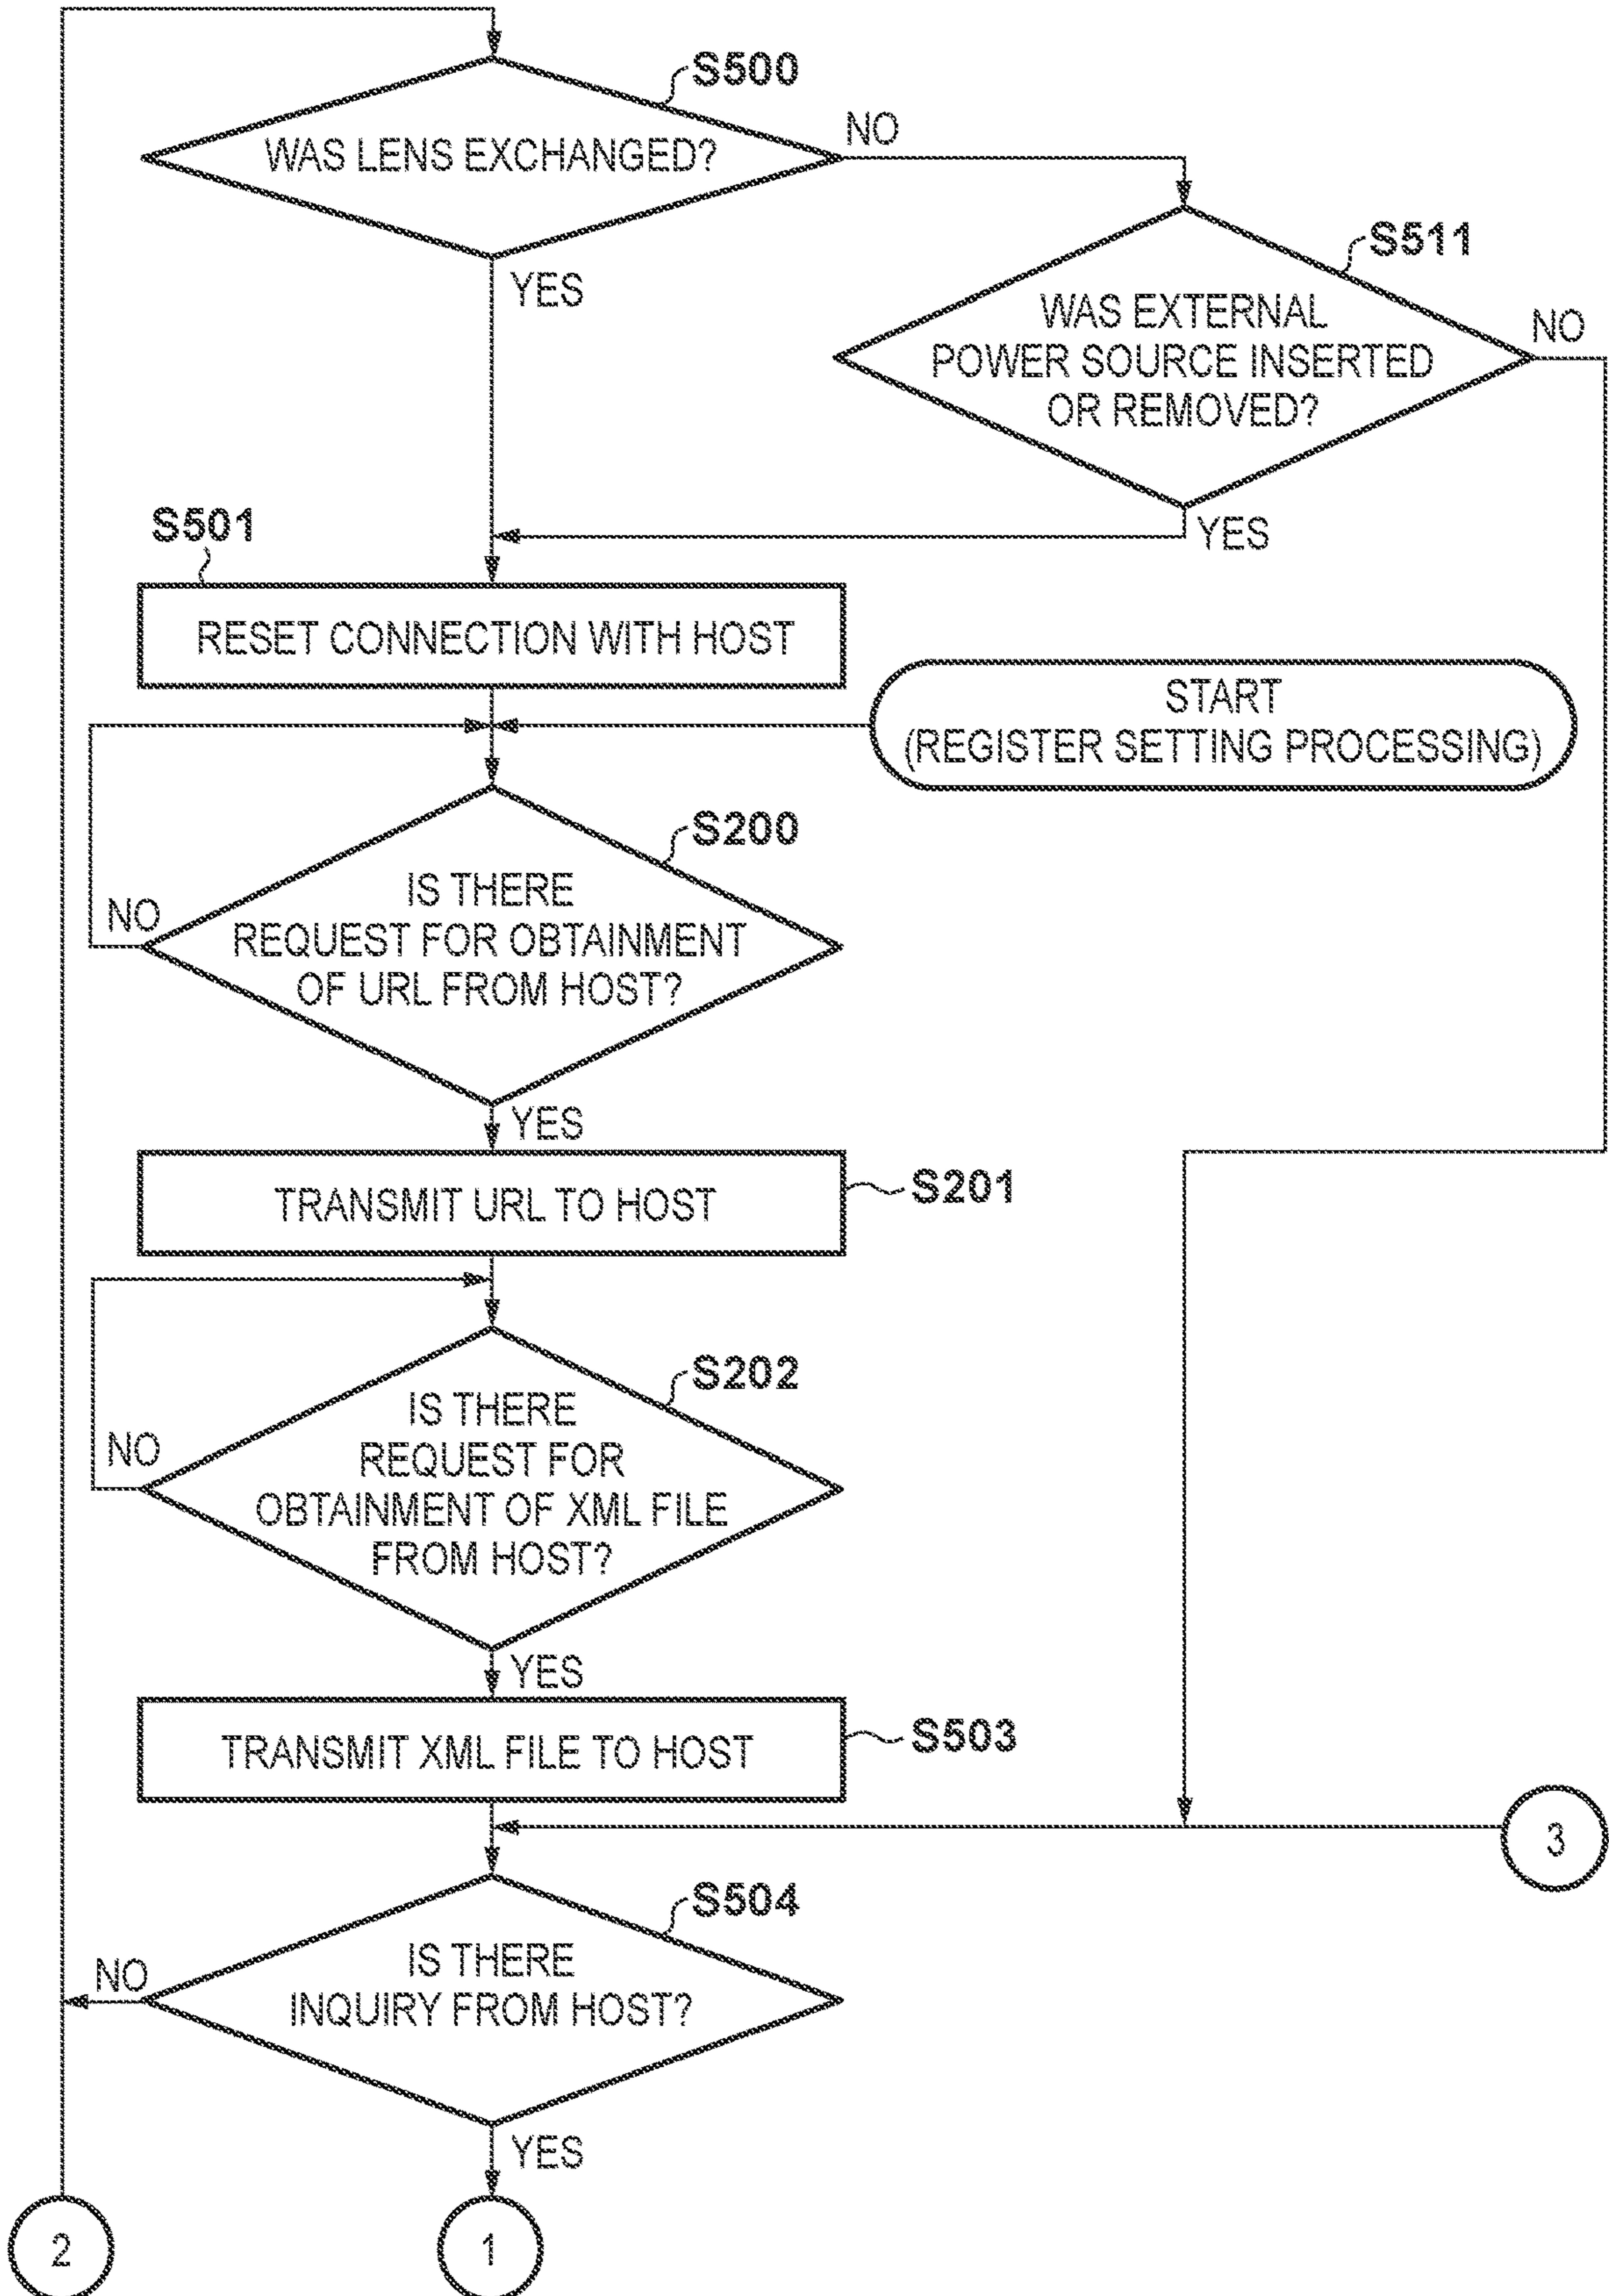 S500
WAS LENS EXCHANGED?
NO
YES
S511
WAS EXTERNAL
POWER SOURCE INSERTED
OR REMOVED?
NO
YES
S501
RESET CONNECTION WITH HOST
START
(REGISTER SETTING PROCESSING)
S200
IS THERE
REQUEST FOR OBTAINMENT
OF URL FROM HOST?
NO
YES
TRANSMIT URL TO HOST
S201
S202
IS THERE
REQUEST FOR
OBTAINMENT OF XML FILE
FROM HOST?
NO
YES
TRANSMIT XML FILE TO HOST
S503
3
S504
IS THERE
INQUIRY FROM HOST?
NO
YES
2
1